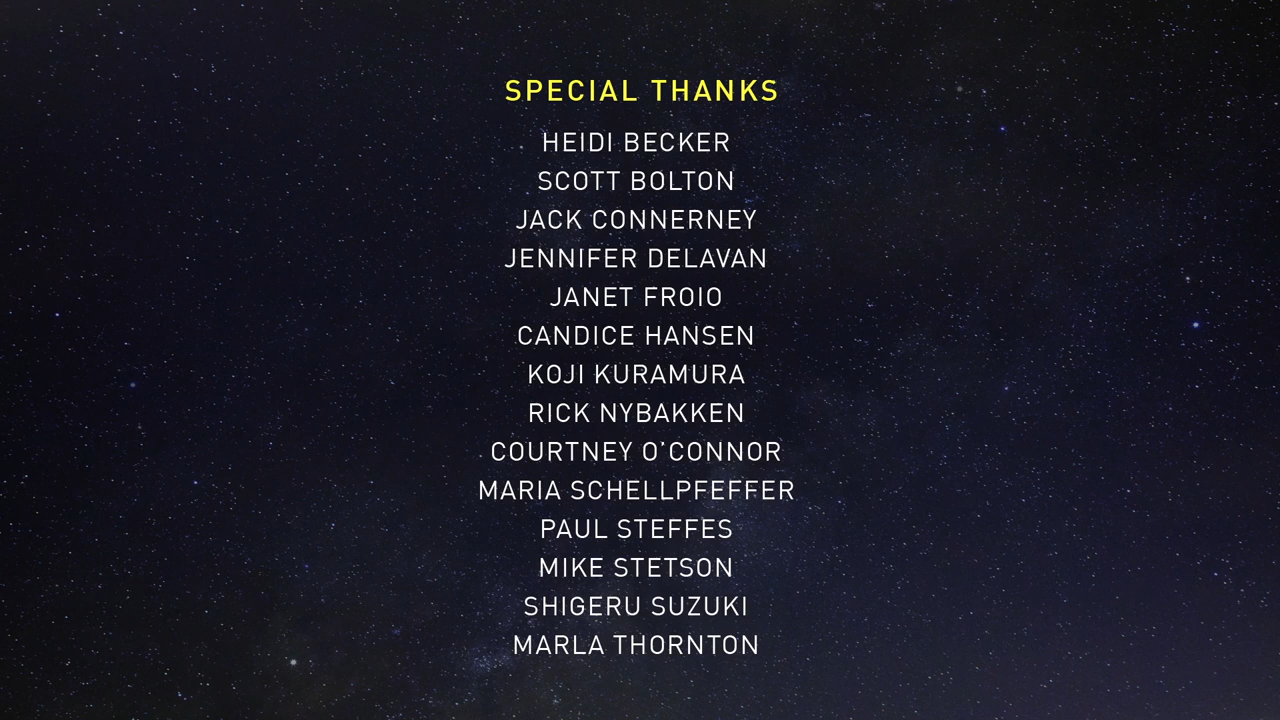 SPECIAL THANKS
HEIDI BECKER
SCOTT BOLTON
JACK CONNERNEY
JENNIFER DELAVAN
JANET FROIO
CANDICE HANSEN
KOJI KURAMURA
RICK NYBAKKEN
COURTNEY O’CONNOR
MARIA SCHELLPFEFFER
PAUL STEFFES
MIKE STETSON
SHIGERU SUZUKI
MARLA THORNTON